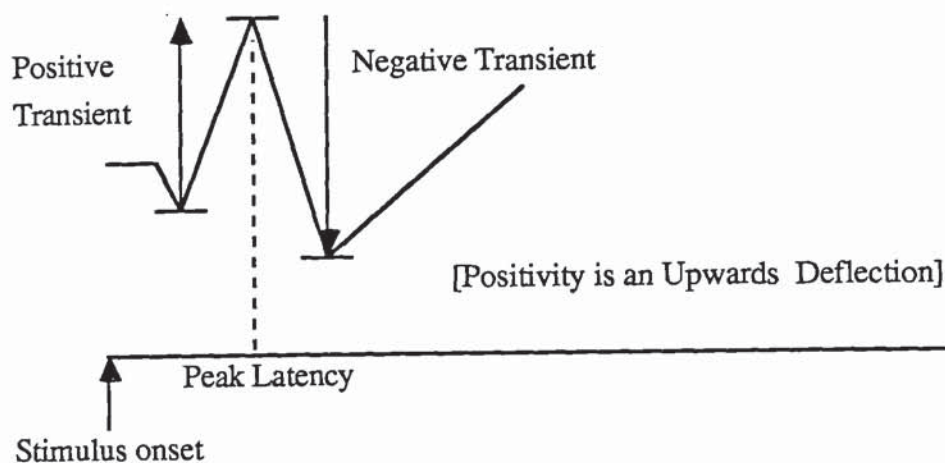 Positive
Transient
Negative Transient
[Positivity is an Upwards Deflection]
Peak Latency
Stimulus onset